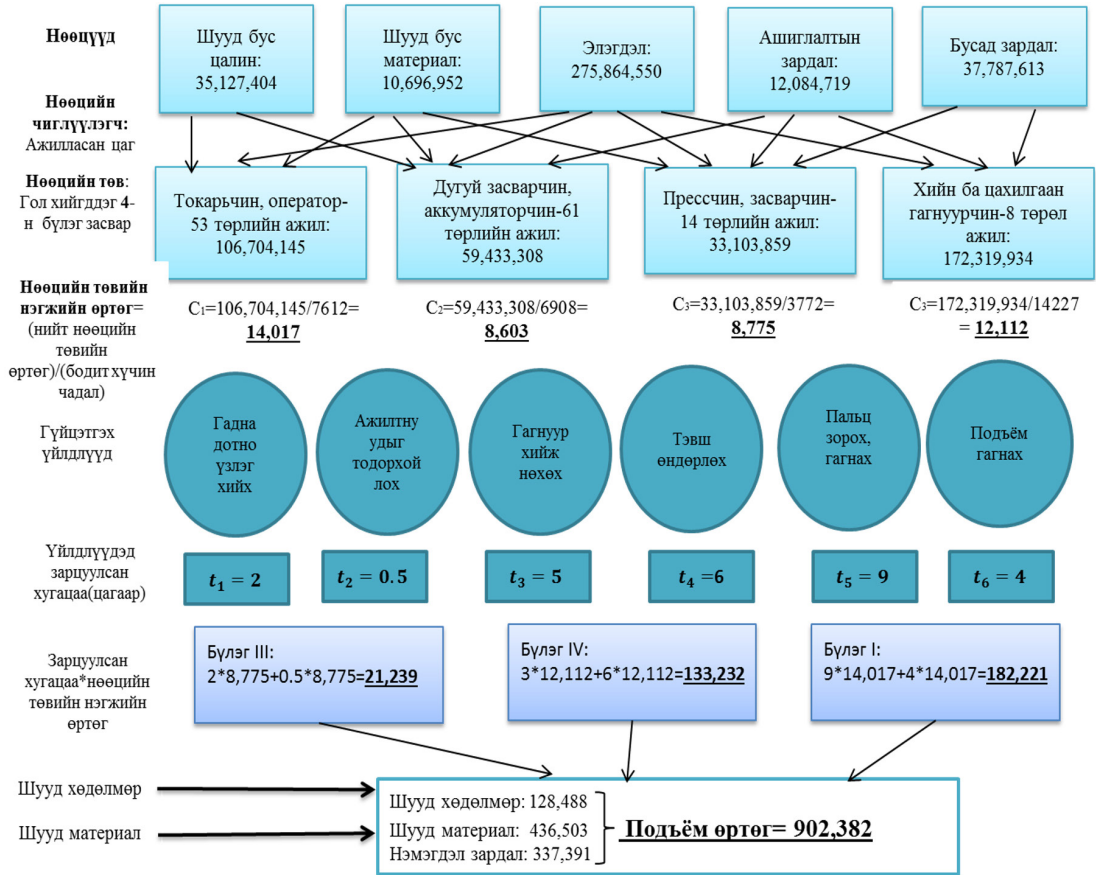 Нөөцүүд
Шууд бус
цалин:
35,127,404
Шууд бус
материал:
10,696,952
Элэгдэл:
275,864,550
Ашиглалтын
зардал:
12,084,719
Бусад зардал:
37,787,613
Нөөцийн
чиглүүлэгч:
Ажилласан цаг
Нөөцийн төв:
Гол хийгддэг 4-
н бүлэг засвар
Токарьчин, оператор-
53 төрлийн ажил:
106,704,145
Дугуй засварчин,
аккумуляторчин-61
төрлийн ажил:
59,433,308
Прессчин, засварчин-
14 төрлийн ажил:
33,103,859
Хийн ба цахилгаан
гагнуурчин-8 төрөл
ажил:
172,319,934
Нөөцийн төвийн
нэгжийн өртөг=
(нийт нөөцийн
төвийн
өртөг)/(бодит хүчин
чадал)
C₁=106,704,145/7612=
14,017
C₂=59,433,308/6908=
8,603
C₃=33,103,859/3772=
8,775
C₃=172,319,934/14227
= 12,112
Гүйцэтгэх
үйлдлүүд
Гадна
дотно
үзлэг
хийх
Ажилтну
удыг
тодорхой
лох
Гагнуур
хийж
нөхөх
Тэвш
өндөрлөх
Пальц
зорох,
гагнах
Подъём
гагнах
Үйлдлүүдэд
зарцуулсан
хугацаа(цагаар)
t₁ = 2
t₂ = 0.5
t₃ = 5
t₄ =6
t₅ = 9
t₆ = 4
Зарцуулсан
хугацаа*нөөцийн
төвийн нэгжийн
өртөг
Бүлэг III:
2*8,775+0.5*8,775=21,239
Бүлэг IV:
3*12,112+6*12,112=133,232
Бүлэг I:
9*14,017+4*14,017=182,221
Шууд хөдөлмөр
Шууд материал
Шууд хөдөлмөр: 128,488
Шууд материал: 436,503
Нэмэгдэл зардал: 337,391
Подъём өртөг= 902,382